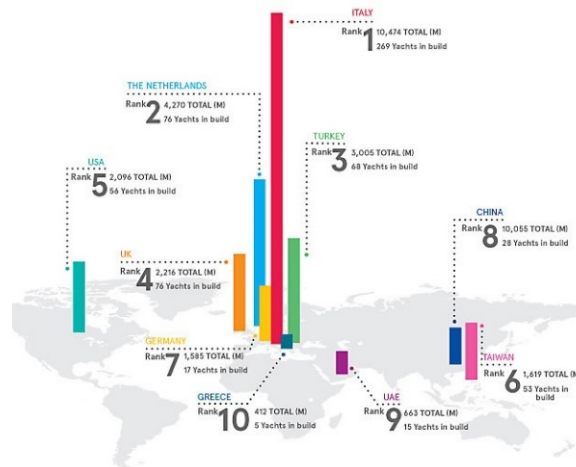 ITALY
Rank 1 10,474 TOTAL (M)
269 Yachts in build
THE NETHERLANDS
Rank 2 4,270 TOTAL (M)
76 Yachts in build
TURKEY
Rank 3 3,005 TOTAL (M)
68 Yachts in build
USA
Rank 5 2,096 TOTAL (M)
56 Yachts in build
CHINA
Rank 8 10,055 TOTAL (M)
28 Yachts in build
UK
Rank 4 2,216 TOTAL (M)
76 Yachts in build
GERMANY
Rank 7 1,585 TOTAL (M)
17 Yachts in build
TAIWAN
Rank 6 1,619 TOTAL (M)
53 Yachts in build
GREECE
Rank 10 412 TOTAL (M)
5 Yachts in build
UAE
Rank 9 663 TOTAL (M)
15 Yachts in build